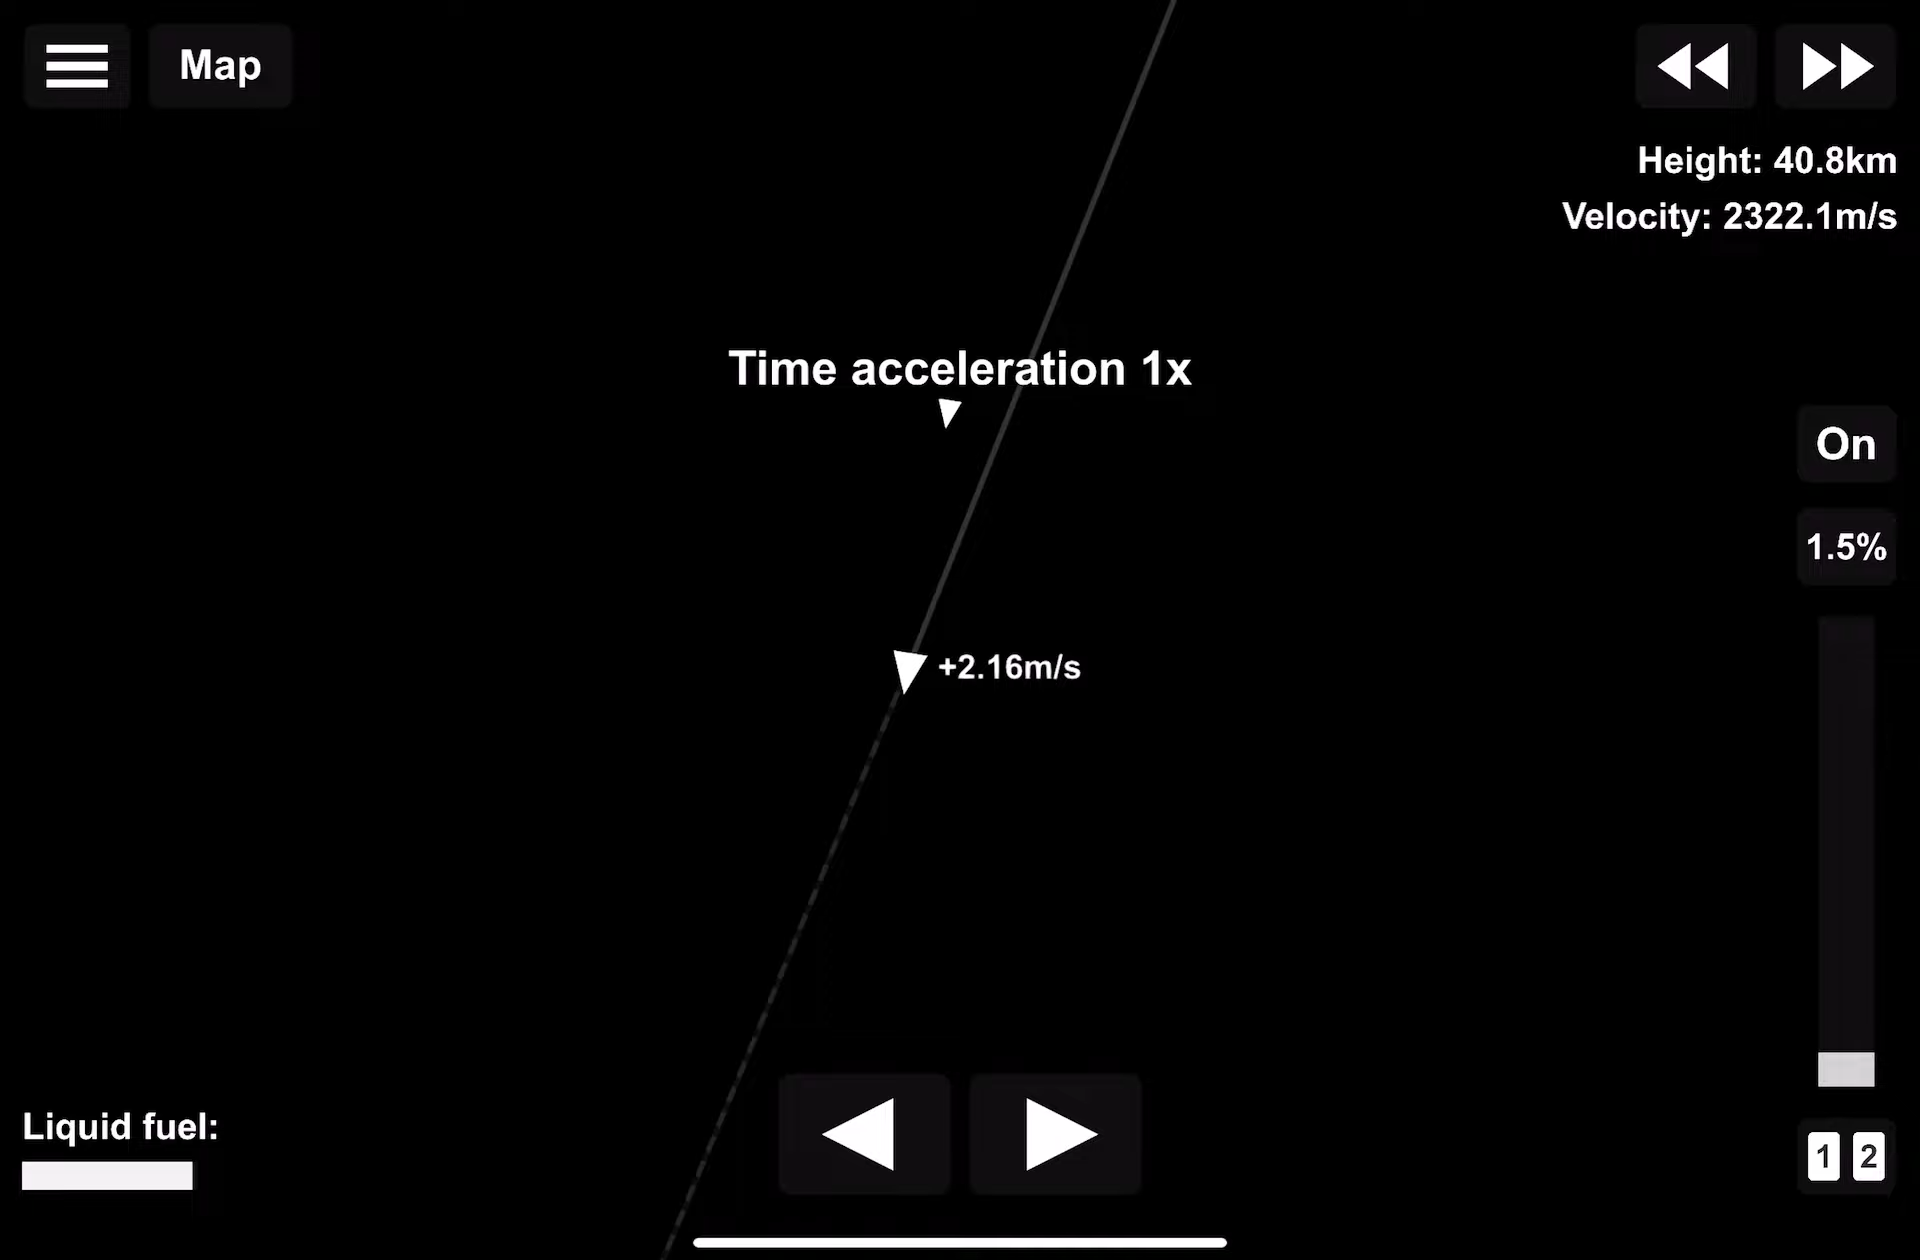 Map
Height: 40.8km
Velocity: 2322.1m/s
Time acceleration 1x
On
1.5%
+2.16m/s
Liquid fuel:
1 2